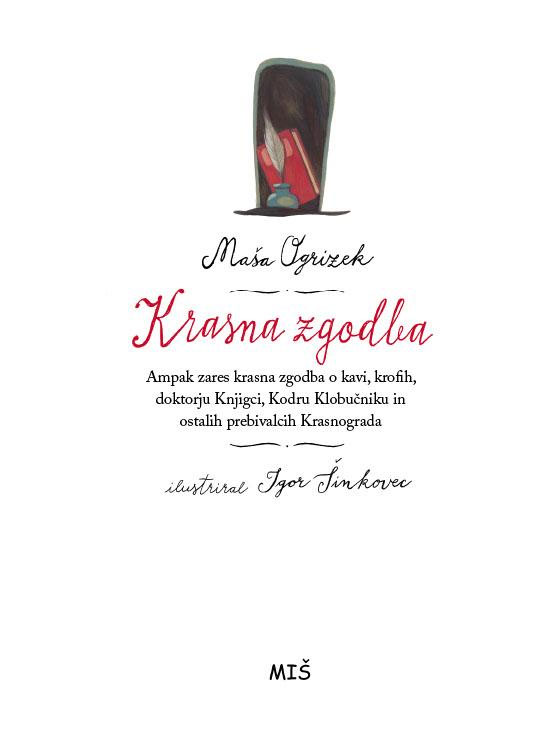 Maša Ogrizek
Krasna zgodba
Ampak zares krasna zgodba o kavi, krofih,
doktorju Knjigci, Kodru Klobučniku in
ostalih prebivalcih Krasnograda
ilustriral Igor Šinkovec
MIŠ